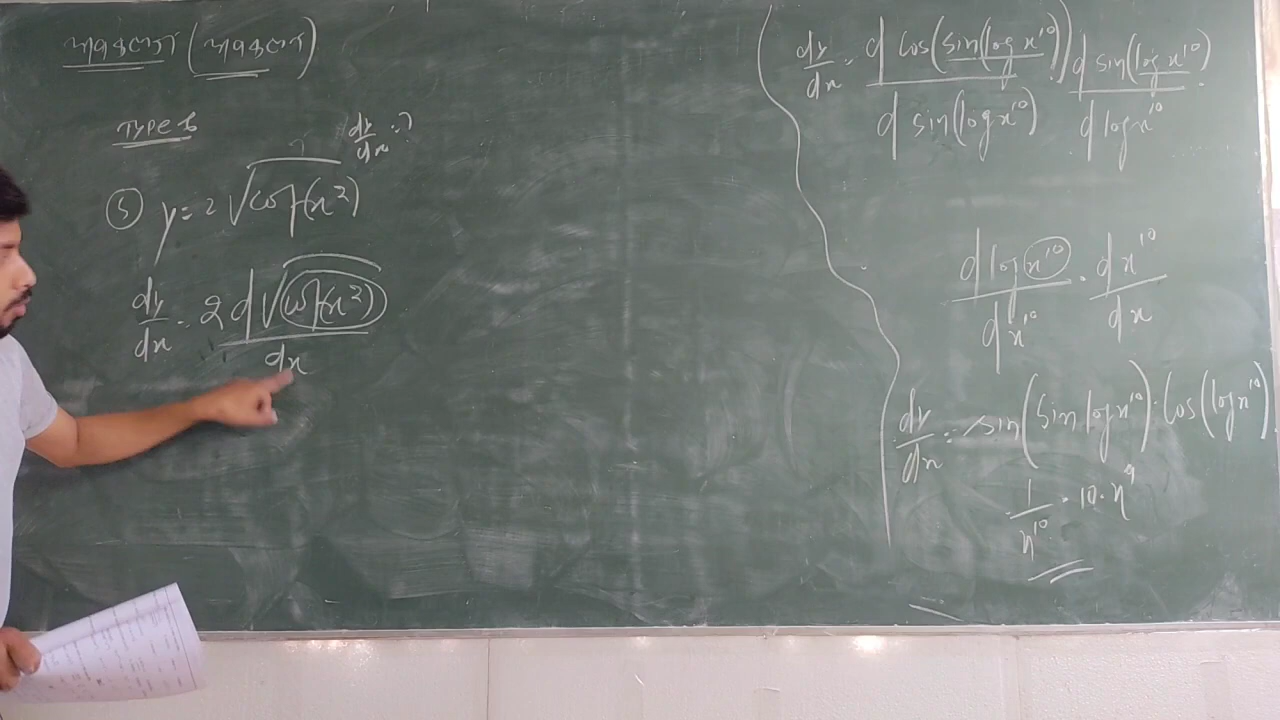 અવકલન (અવકલન)
TYPE 6
dy/dx = ?
⑤ y = 2 √cot(x²)
dy/dx = 2 d√cot(x²) / dx
dy/dx = d cos(sin(log x¹⁰)) / d sin(log x¹⁰) · d sin(log x¹⁰) / d log x¹⁰
d log x¹⁰ / d x¹⁰ · d x¹⁰ / dx
dy/dx = -sin(sin log x¹⁰) · cos(log x¹⁰) ·
1/x¹⁰ · 10 · x⁹